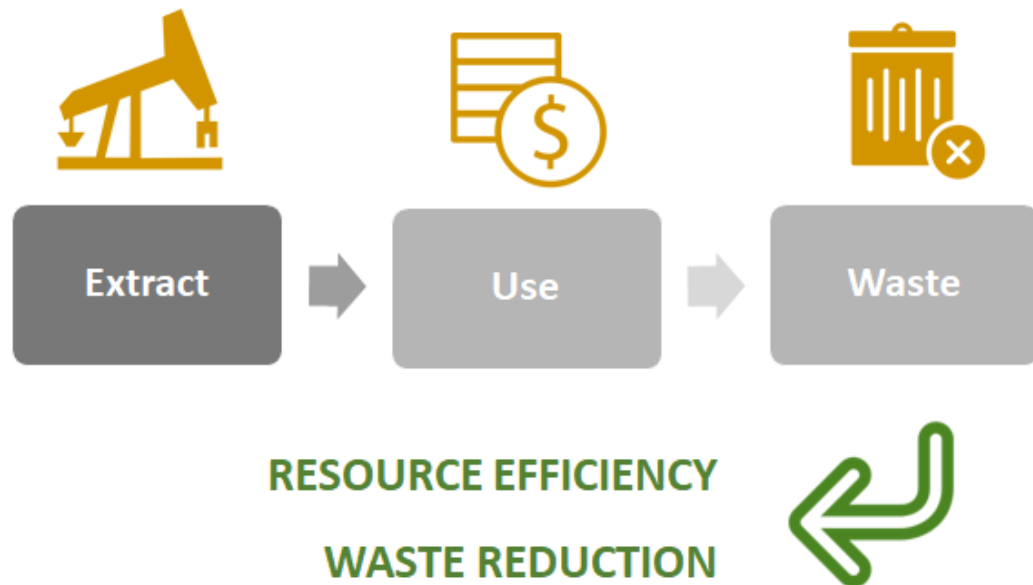 $
Extract
Use
Waste
RESOURCE EFFICIENCY
WASTE REDUCTION